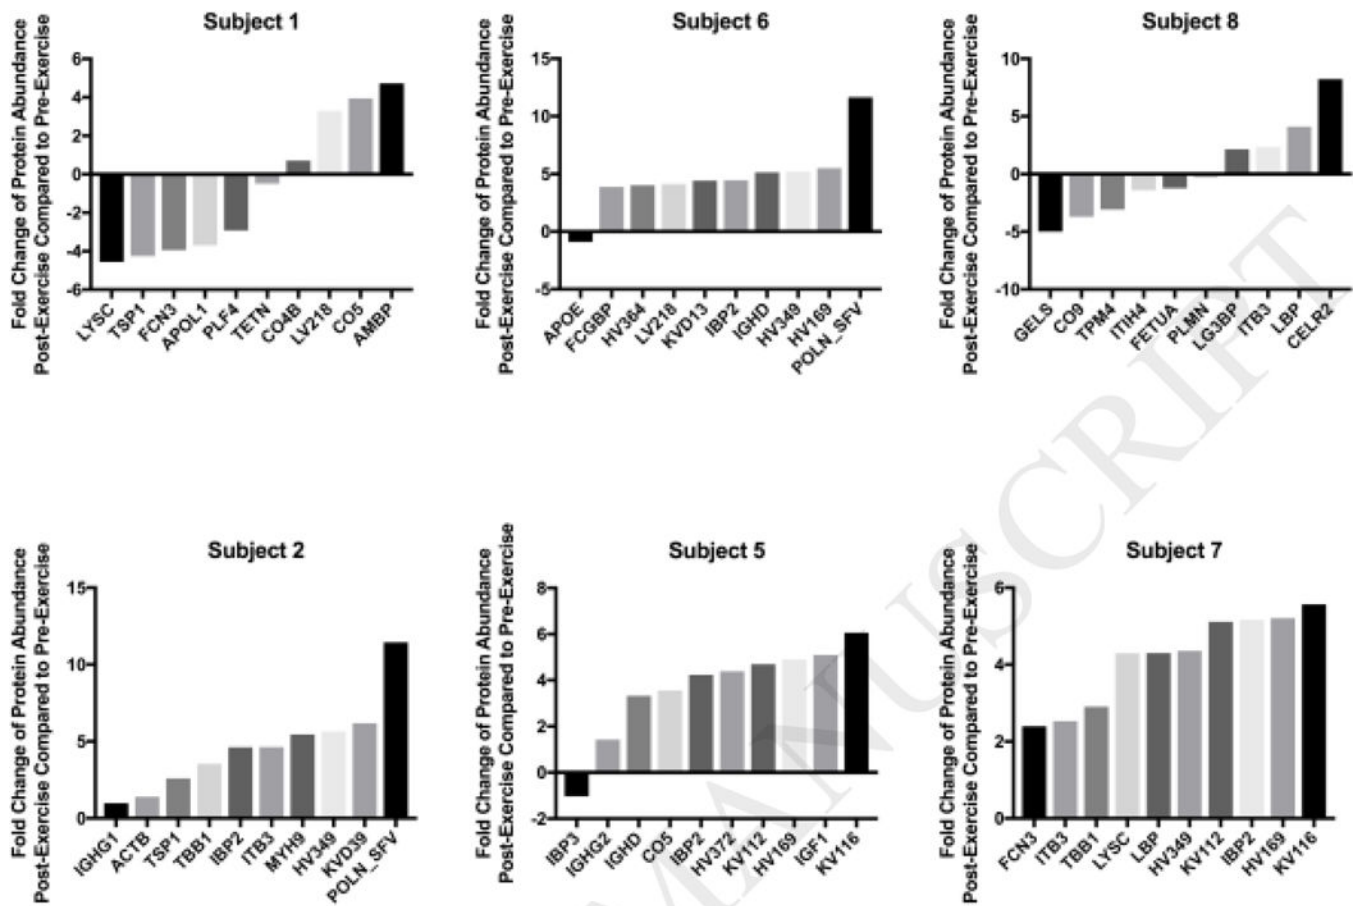 Subject 1
Fold Change of Protein Abundance
Post-Exercise Compared to Pre-Exercise
6
4
2
0
-2
-4
-6
LYSC
TSP1
FCN3
APOL1
PLF4
TETN
CO4B
LV218
CO5
AMBP
Subject 6
Fold Change of Protein Abundance
Post-Exercise Compared to Pre-Exercise
15
10
5
0
-5
APOE
FCGBP
HV364
LV218
KVD13
IBP2
IGHD
HV349
HV169
POLN_SFV
Subject 8
Fold Change of Protein Abundance
Post-Exercise Compared to Pre-Exercise
10
5
0
-5
-10
GELS
CO9
TPM4
ITIH4
FETUA
PLMN
LG3BP
ITB3
LBP
CELR2
Subject 2
Fold Change of Protein Abundance
Post-Exercise Compared to Pre-Exercise
15
10
5
0
IGHG1
ACTB
TSP1
TBB1
IBP2
ITB3
MYH9
HV349
KVD39
POLN_SFV
Subject 5
Fold Change of Protein Abundance
Post-Exercise Compared to Pre-Exercise
8
6
4
2
0
-2
IBP3
IGHG2
IGHD
CO5
IBP2
HV372
KV112
HV169
IGF1
KV116
Subject 7
Fold Change of Protein Abundance
Post-Exercise Compared to Pre-Exercise
6
4
2
0
FCN3
ITB3
TBB1
LYSC
LBP
HV349
KV112
IBP2
HV169
KV116
MANUSCRIPT